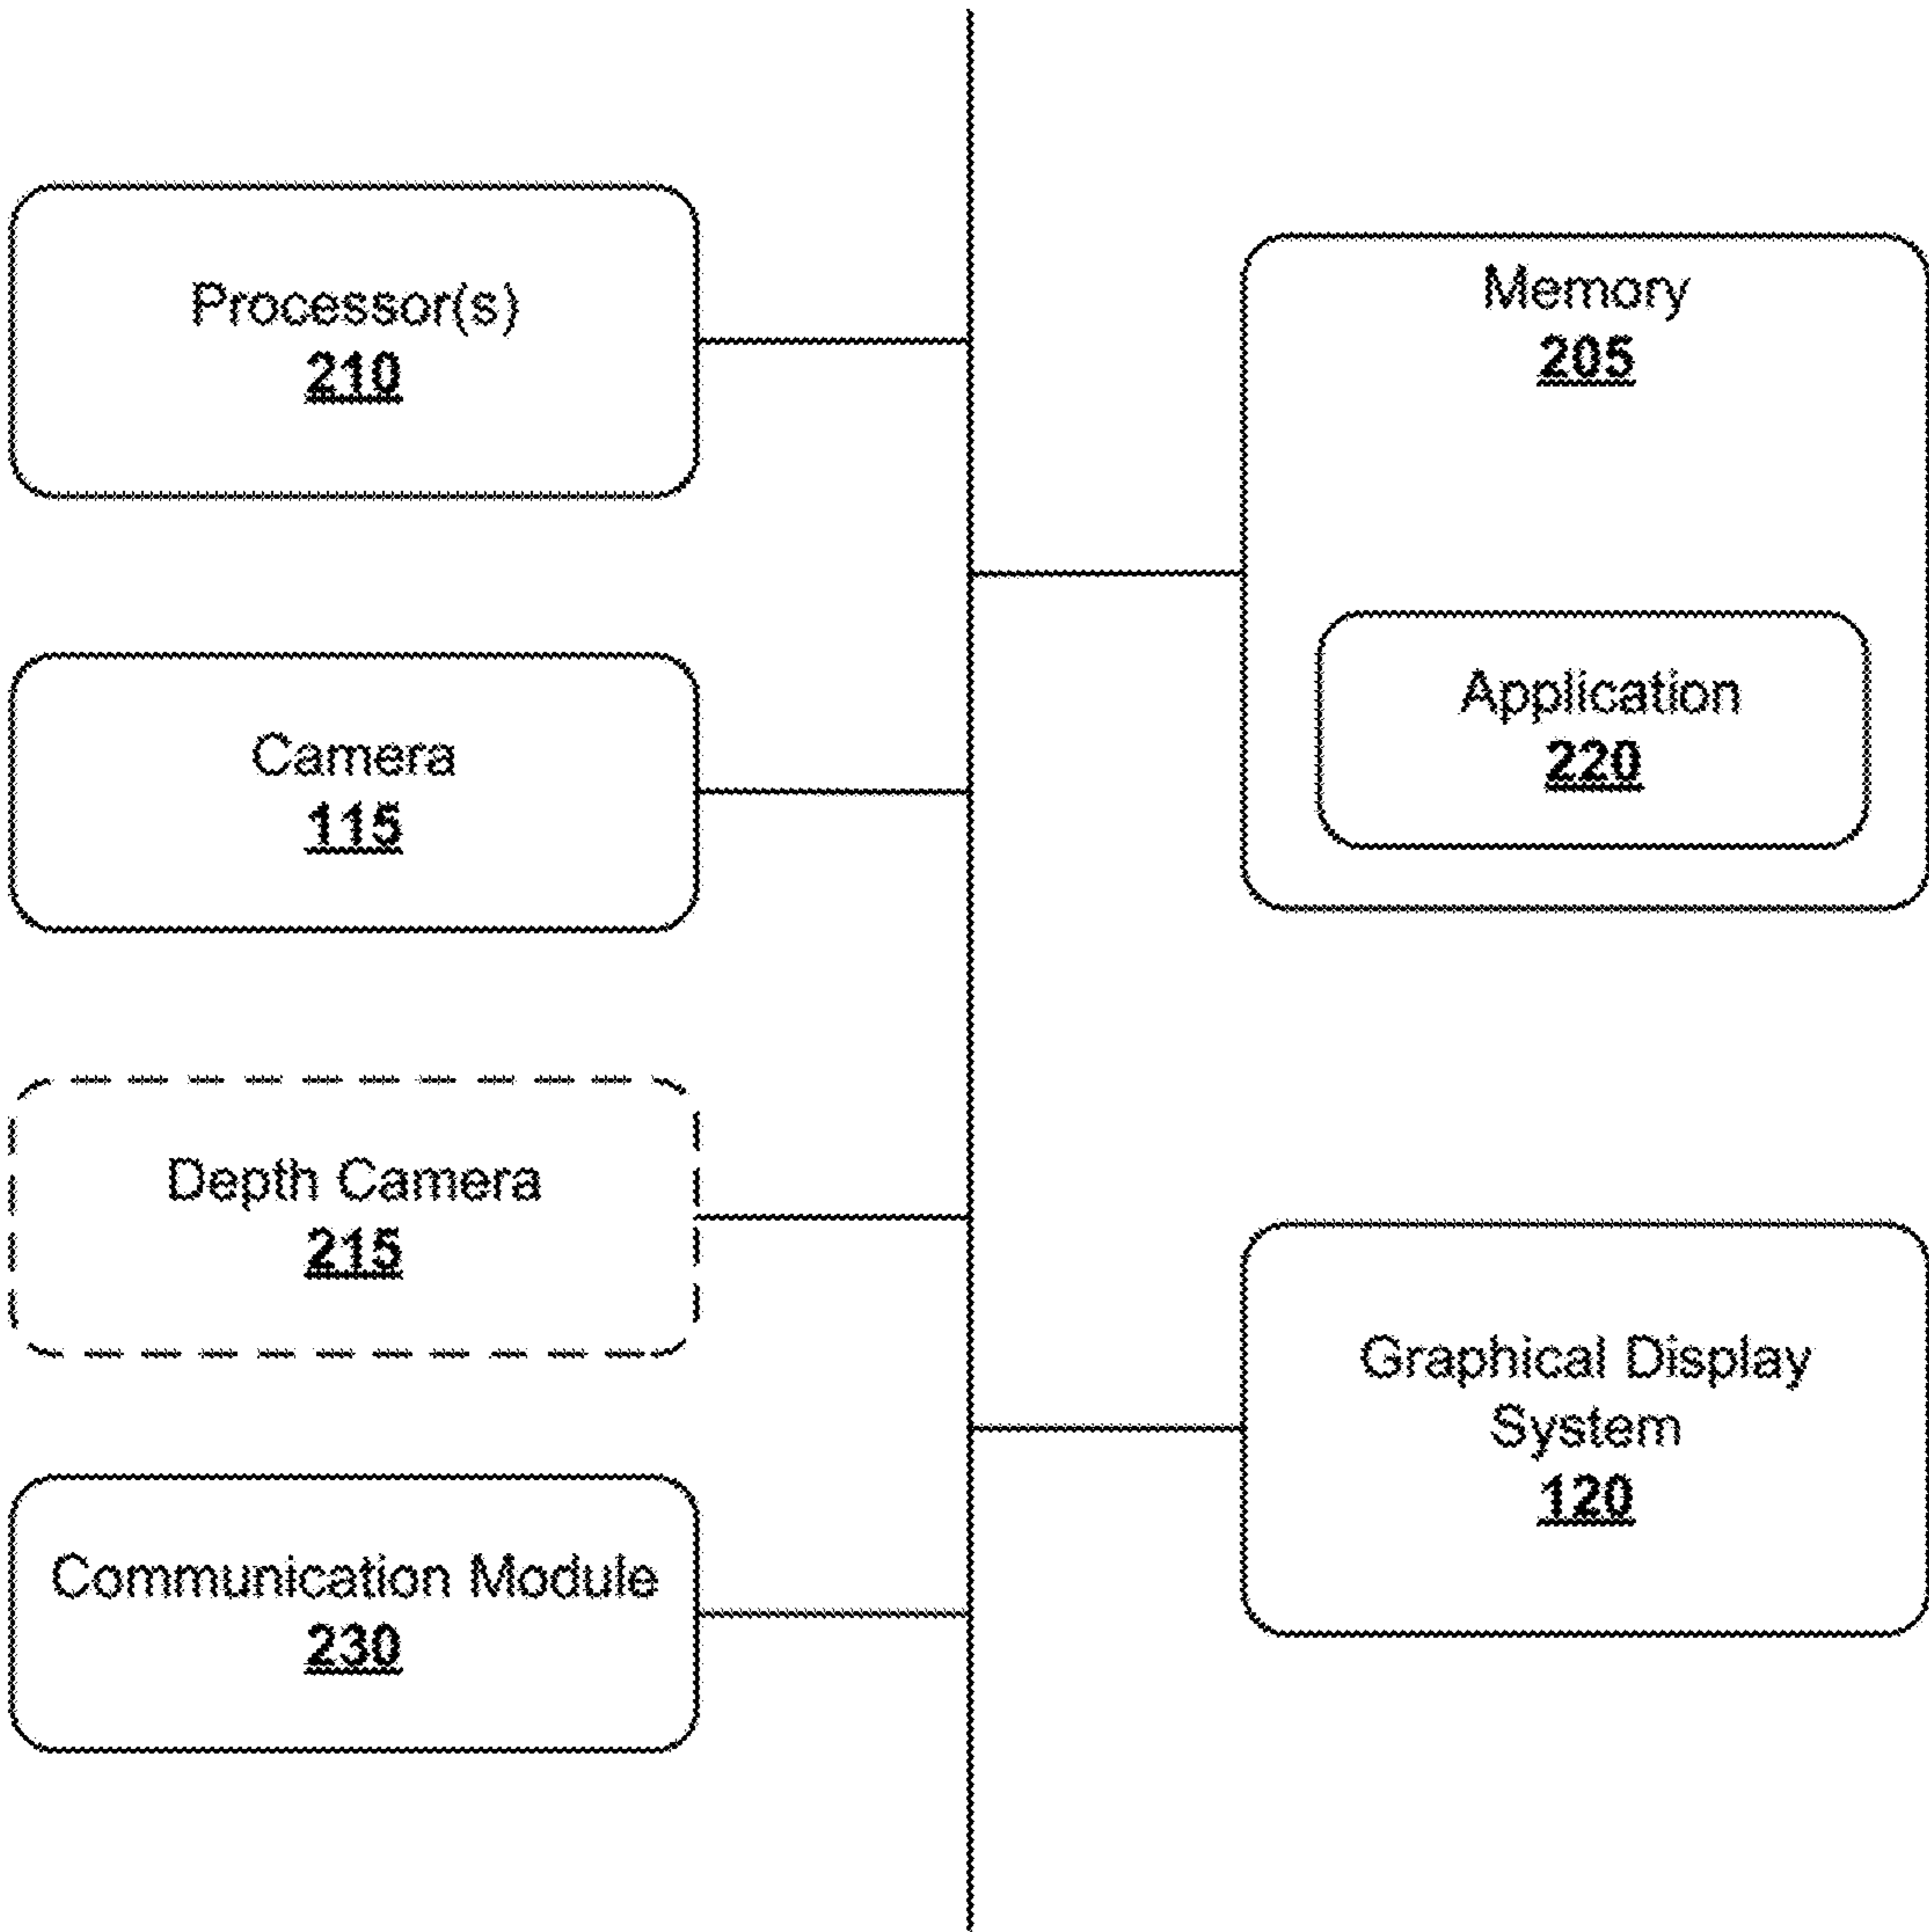 Processor(s)
210
Memory
205
Application
220
Camera
115
Depth Camera
215
Graphical Display
System
120
Communication Module
230